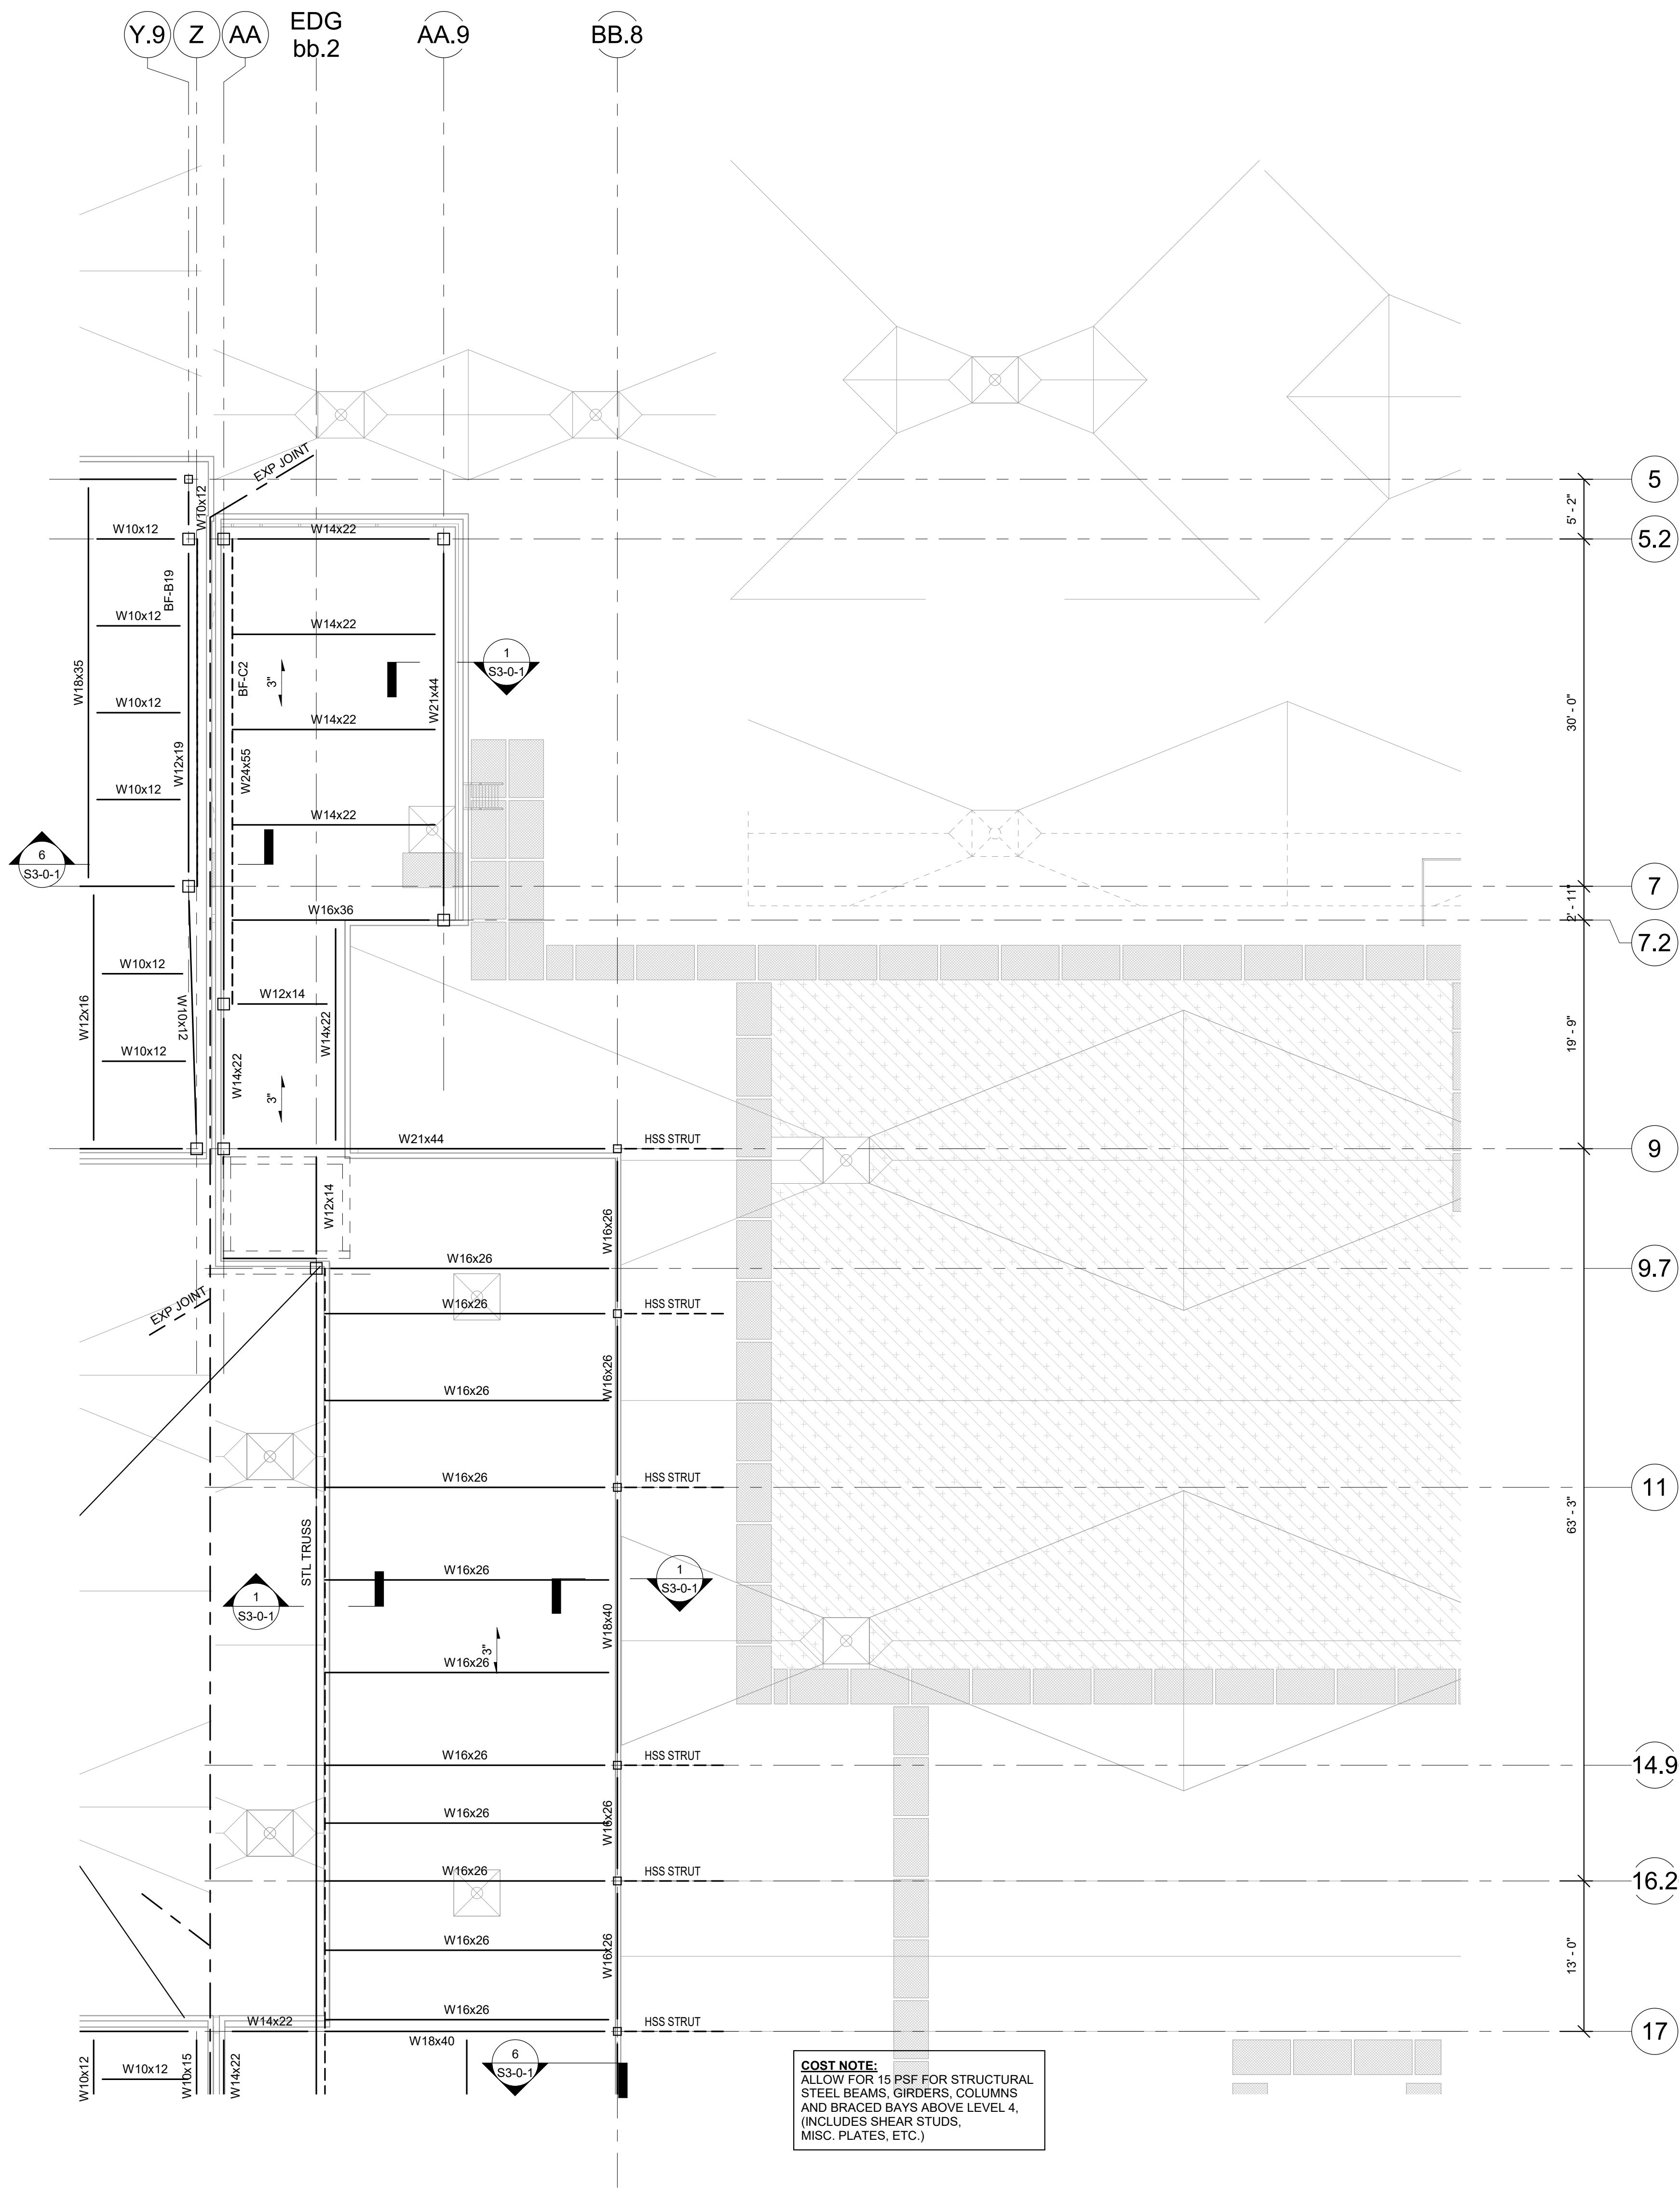 Y.9
Z
AA
EDG
bb.2
AA.9
BB.8
EXP JOINT
5
5' - 2"
W10x12
W10x12
W14x22
5.2
BF-B19
W10x12
W14x22
1
S3-0-1
W18x35
BF-C2
3"
W21x44
30' - 0"
W10x12
W14x22
W12x19
W24x55
W10x12
W14x22
6
S3-0-1
7
2' - 11"
W16x36
7.2
W10x12
W12x14
W12x16
W10x12
W14x22
19' - 9"
W10x12
W14x22
3"
W21x44
HSS STRUT
9
W12x14
W16x26
W16x26
9.7
EXP JOINT
W16x26
HSS STRUT
W16x26
W16x26
W16x26
HSS STRUT
11
63' - 3"
STL TRUSS
W16x26
1
S3-0-1
1
S3-0-1
W18x40
3"
W16x26
W16x26
HSS STRUT
14.9
W16x26
W16x26
W16x26
HSS STRUT
16.2
W16x26
W16x26
13' - 0"
W16x26
W14x22
HSS STRUT
17
W18x40
W10x12
W10x12
W10x15
W14x22
6
S3-0-1
COST NOTE:
ALLOW FOR 15 PSF FOR STRUCTURAL
STEEL BEAMS, GIRDERS, COLUMNS
AND BRACED BAYS ABOVE LEVEL 4,
(INCLUDES SHEAR STUDS,
MISC. PLATES, ETC.)